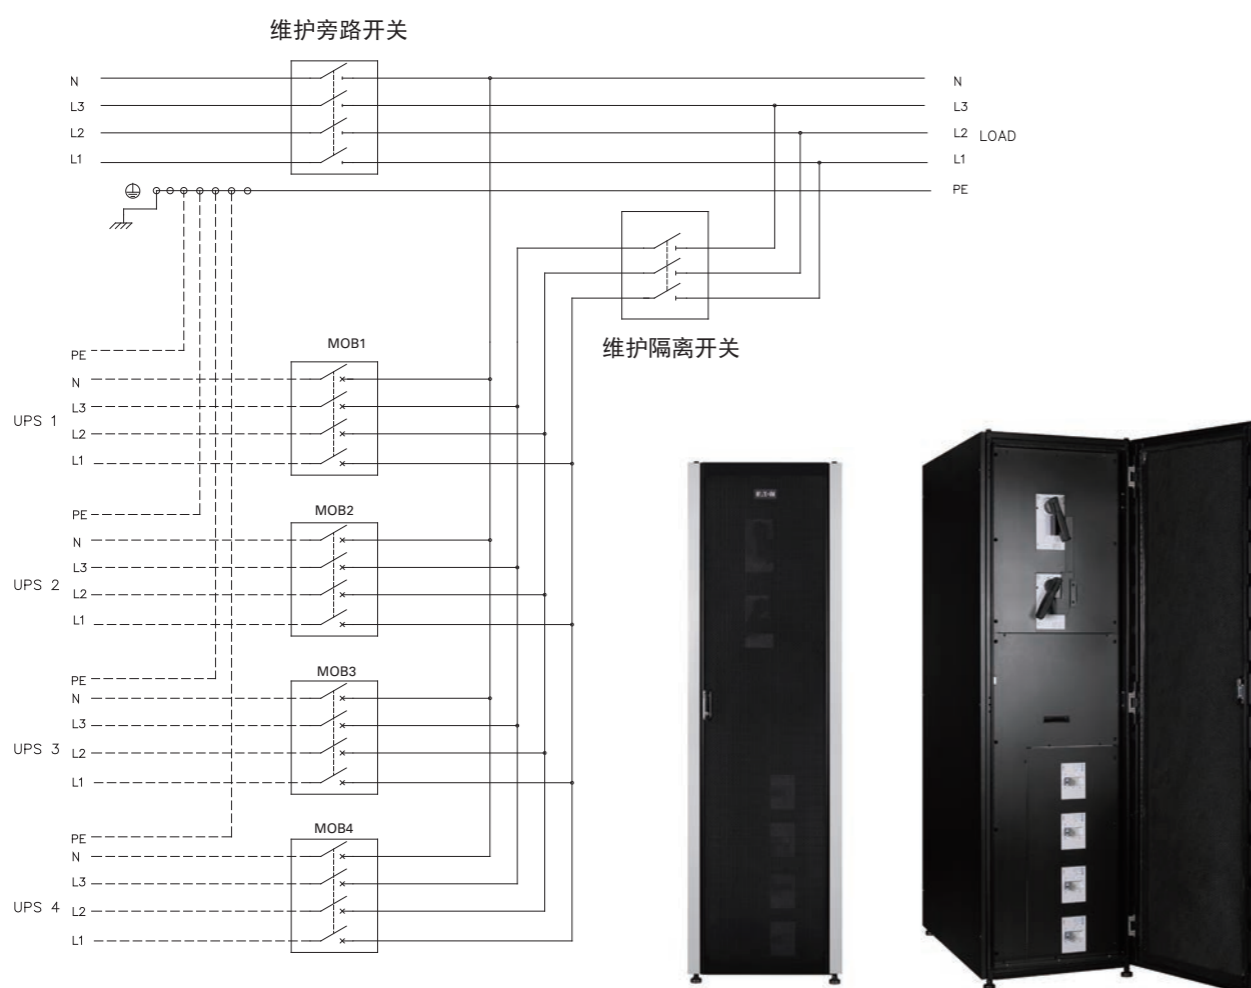 维护旁路开关
N N
L3 L3
L2 L2 LOAD
L1 L1
PE
维护隔离开关
MOB1
PE
N
L3
UPS 1
L2
L1
MOB2
PE
N
L3
UPS 2 L2
L1
MOB3
PE
N
L3
UPS 3 L2
L1
MOB4
PE
N
L3
UPS 4 L2
L1
EATON